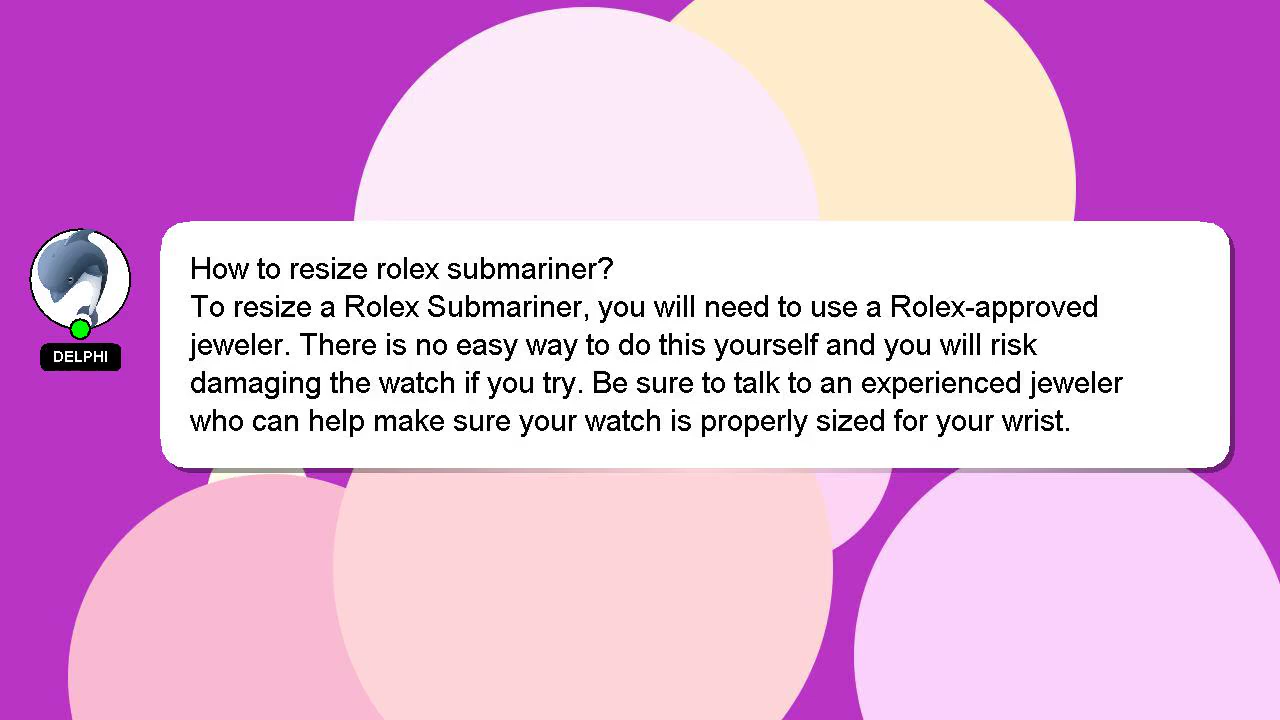 How to resize rolex submariner?
To resize a Rolex Submariner, you will need to use a Rolex-approved
jeweler. There is no easy way to do this yourself and you will risk
damaging the watch if you try. Be sure to talk to an experienced jeweler
who can help make sure your watch is properly sized for your wrist.
DELPHI